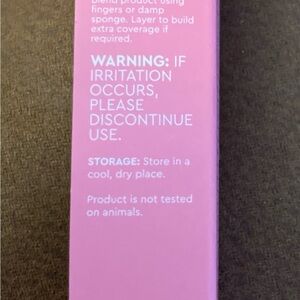 Blend product using
fingers or damp
sponge. Layer to build
extra coverage if
required.
WARNING: IF
IRRITATION
OCCURS,
PLEASE
DISCONTINUE
USE.
STORAGE: Store in a
cool, dry place.
Product is not tested
on animals.